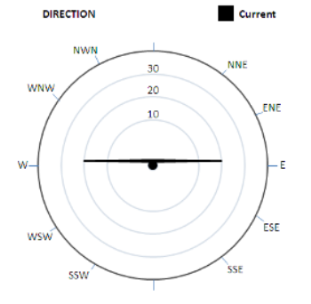 DIRECTION
Current
NWN
NNE
30
WNW
20
ENE
10
W
E
WSW
ESE
SSW
SSE